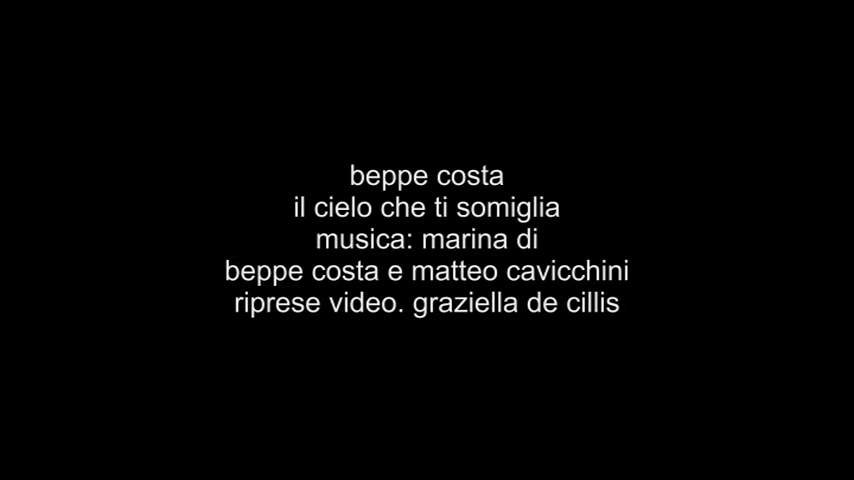 beppe costa
il cielo che ti somiglia
musica: marina di
beppe costa e matteo cavicchini
riprese video. graziella de cillis